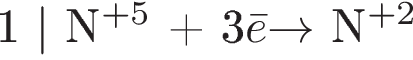 1 | N⁺⁵ + 3ē→ N⁺²